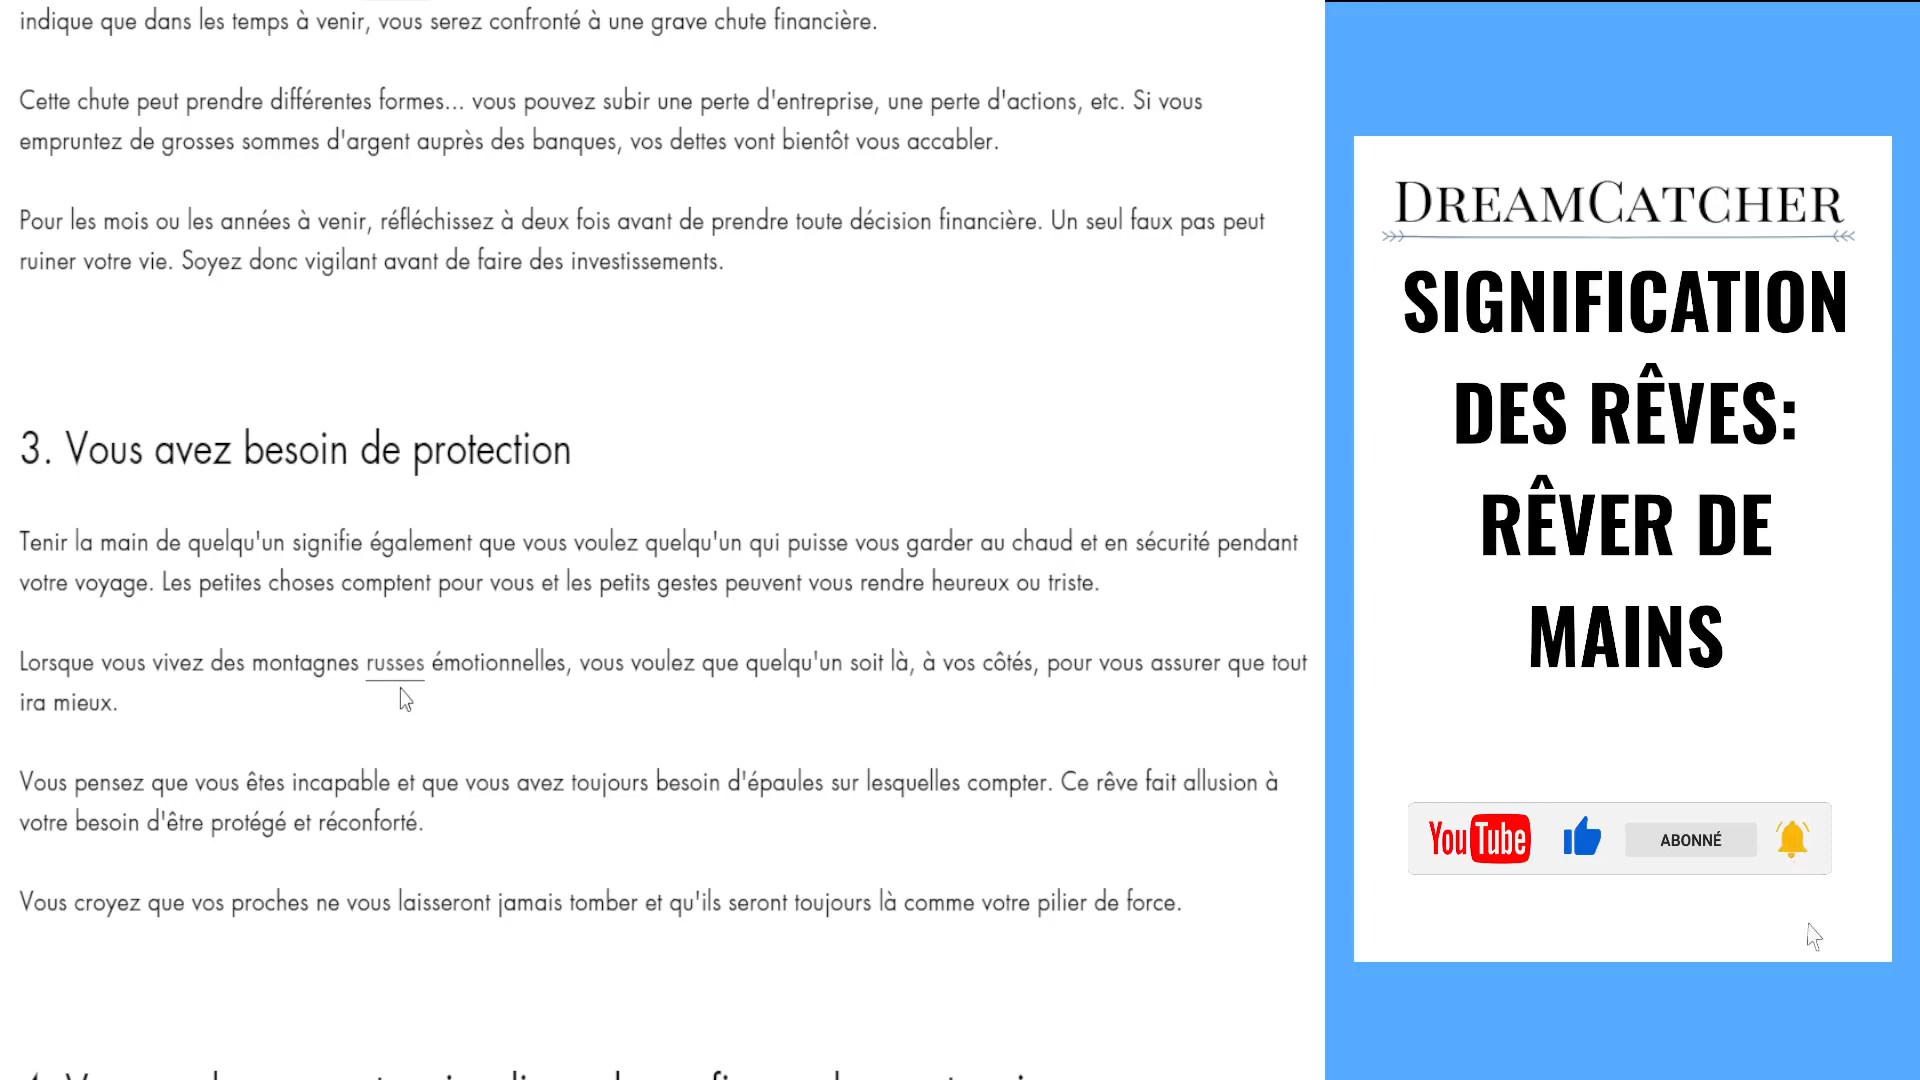 indique que dans les temps à venir, vous serez confronté à une grave chute financière.
Cette chute peut prendre différentes formes... vous pouvez subir une perte d'entreprise, une perte d'actions, etc. Si vous
empruntez de grosses sommes d'argent auprès des banques, vos dettes vont bientôt vous accabler.
Pour les mois ou les années à venir, réfléchissez à deux fois avant de prendre toute décision financière. Un seul faux pas peut
ruiner votre vie. Soyez donc vigilant avant de faire des investissements.
3. Vous avez besoin de protection
Tenir la main de quelqu'un signifie également que vous voulez quelqu'un qui puisse vous garder au chaud et en sécurité pendant
votre voyage. Les petites choses comptent pour vous et les petits gestes peuvent vous rendre heureux ou triste.
Lorsque vous vivez des montagnes russes émotionnelles, vous voulez que quelqu'un soit là, à vos côtés, pour vous assurer que tout
ira mieux.
Vous pensez que vous êtes incapable et que vous avez toujours besoin d'épaules sur lesquelles compter. Ce rêve fait allusion à
votre besoin d'être protégé et réconforté.
Vous croyez que vos proches ne vous laisseront jamais tomber et qu'ils seront toujours là comme votre pilier de force.
DREAMCATCHER
SIGNIFICATION
DES RÊVES:
RÊVER DE
MAINS
YouTube
ABONNÉ